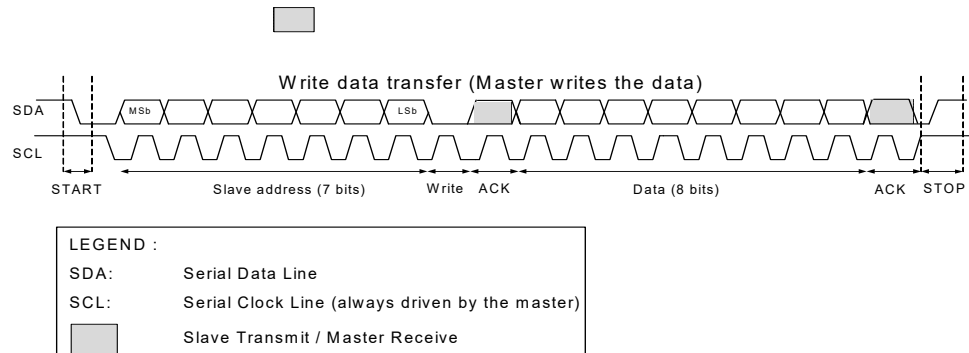 Write data transfer (Master writes the data)
SDA
MSb
LSb
SCL
START
Slave address (7 bits)
Write
ACK
Data (8 bits)
ACK
STOP
LEGEND :
SDA: Serial Data Line
SCL: Serial Clock Line (always driven by the master)
Slave Transmit / Master Receive